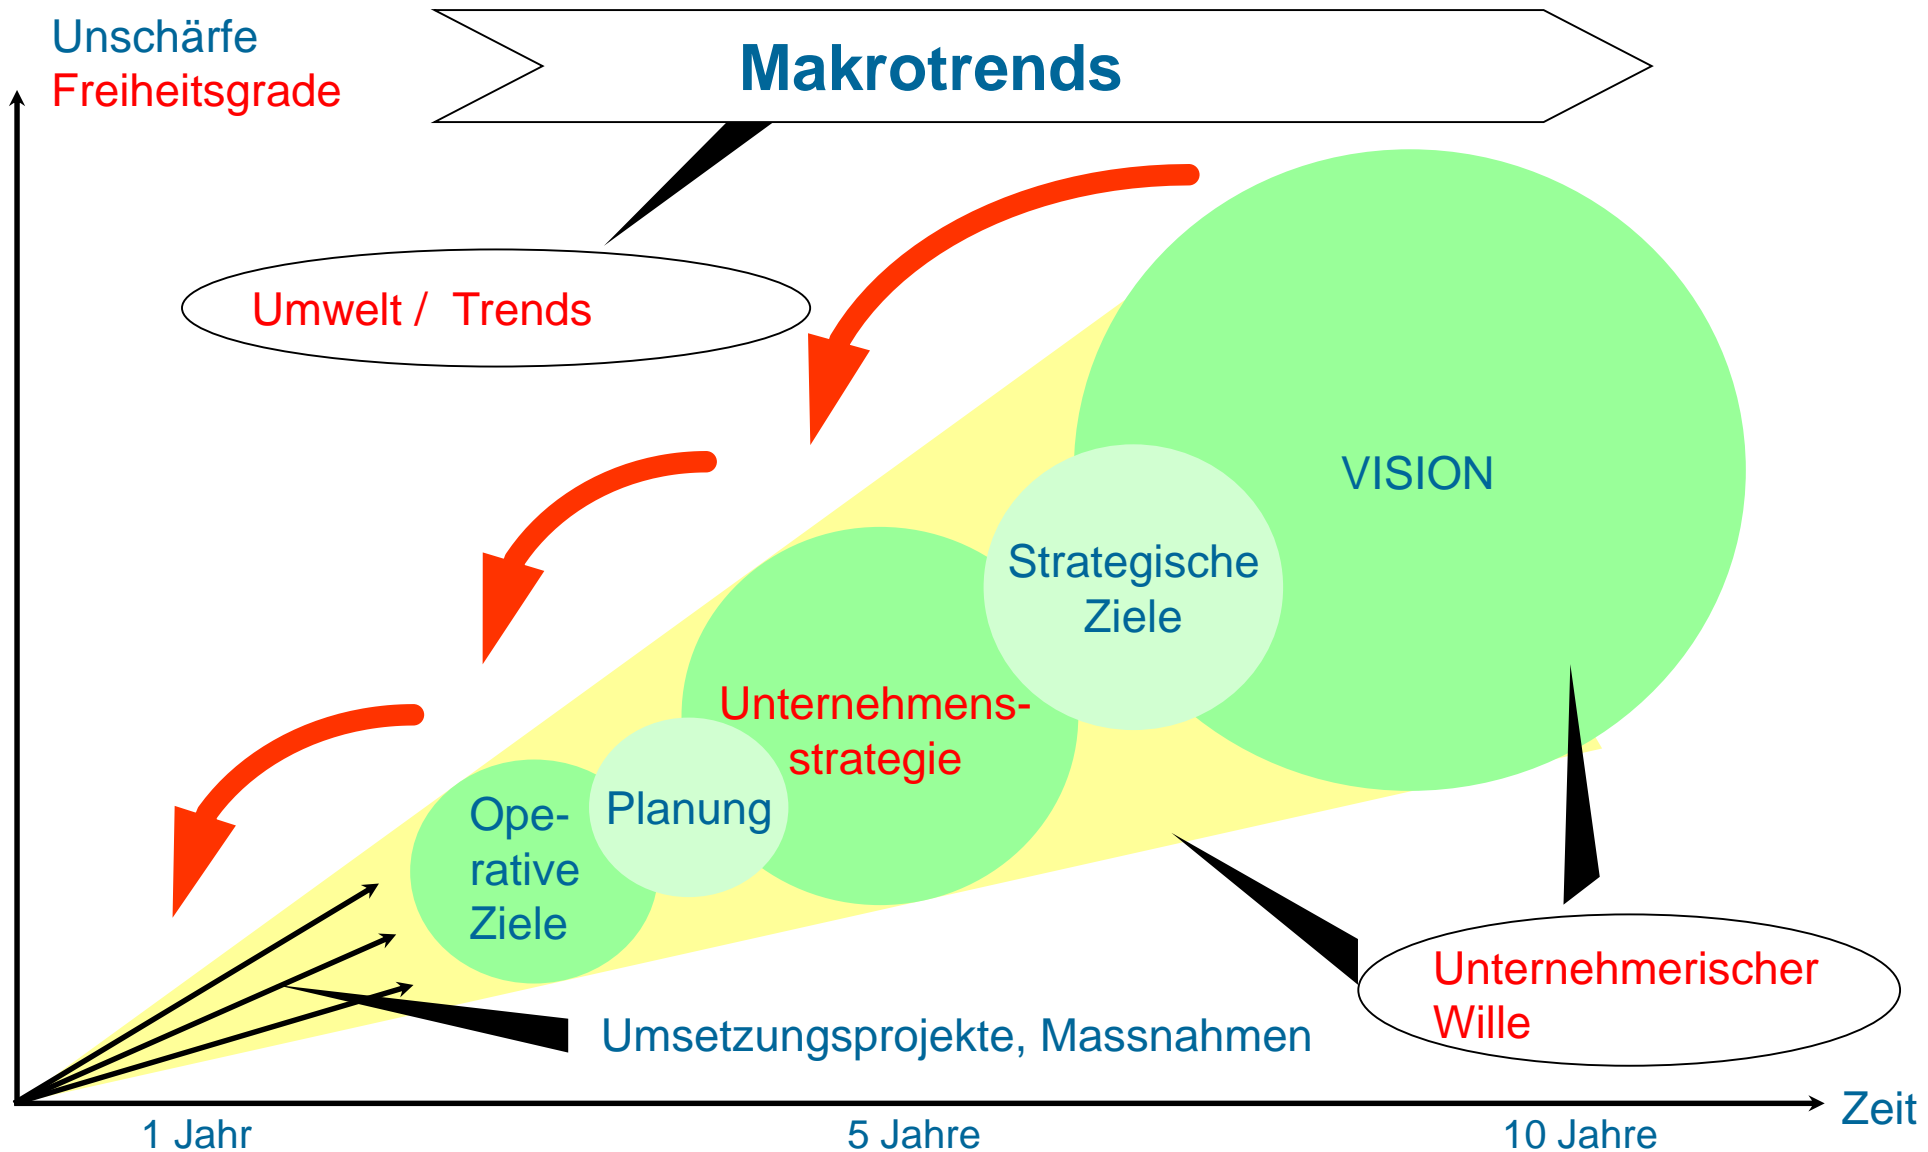 Unschärfe
Freiheitsgrade
Makrotrends
Umwelt / Trends
VISION
Strategische
Ziele
Unternehmens-
strategie
Planung
Ope-
rative
Ziele
Unternehmerischer
Wille
Umsetzungsprojekte, Massnahmen
Zeit
1 Jahr
5 Jahre
10 Jahre